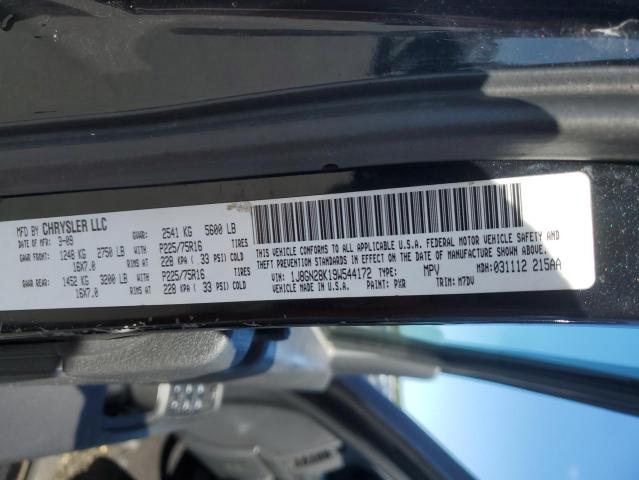 MFD BY CHRYSLER LLC
DATE OF MFR: 3-09 GVWR: 2541 KG 5600 LB
GAWR FRONT: 1248 KG 2750 LB WITH P225/75R16 TIRES
16X7.0 RIMS AT 228 KPA ( 33 PSI) COLD
GAWR REAR: 1452 KG 3200 LB WITH P225/75R16 TIRES
16X7.0 RIMS AT 228 KPA ( 33 PSI) COLD
THIS VEHICLE CONFORMS TO ALL APPLICABLE U.S.A. FEDERAL MOTOR VEHICLE SAFETY,
BUMPER, AND THEFT PREVENTION STANDARDS IN EFFECT IN U.S.A. ON THE DATE OF MANUFACTURE SHOWN ABOVE.
VIN: 1J8GN28K19W544172 TYPE: MPV MDH: 031112 215AA
PAINT: PXR TRIM: M7DV